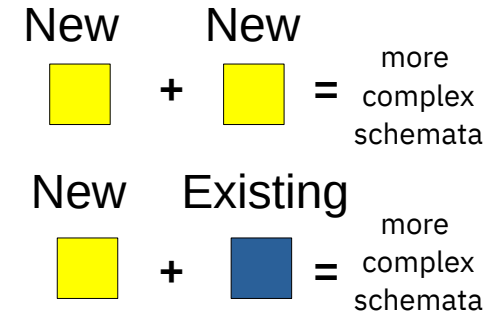 New New
+ = more
complex
schemata
New Existing
+ = more
complex
schemata